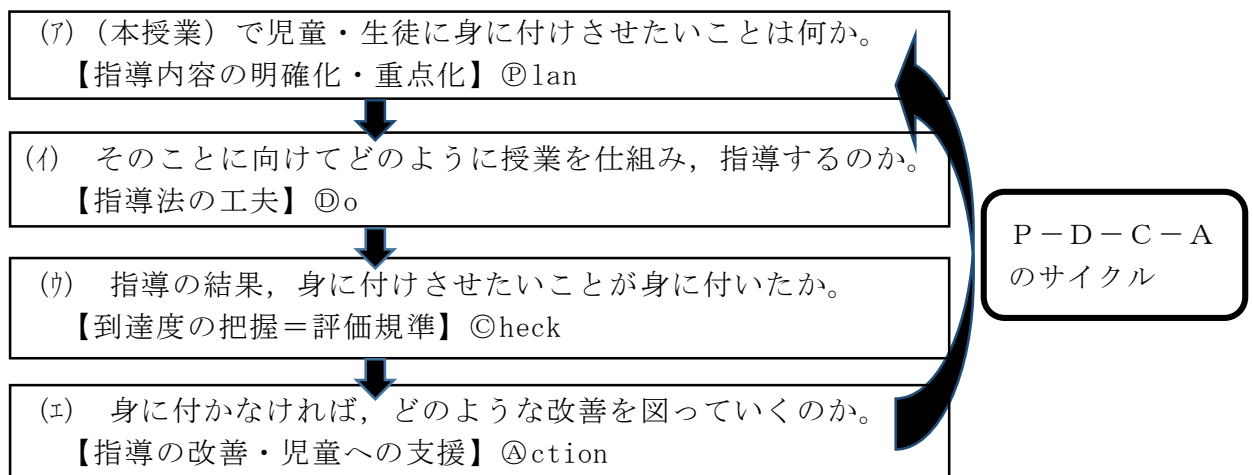 ㋐（本授業）で児童・生徒に身に付けさせたいことは何か。
【指導内容の明確化・重点化】Ⓟlan
㋑　そのことに向けてどのように授業を仕組み，指導するのか。
【指導法の工夫】Ⓓo
㋒　指導の結果，身に付けさせたいことが身に付いたか。
【到達度の把握＝評価規準】Ⓒheck
㋓　身に付かなければ，どのような改善を図っていくのか。
【指導の改善・児童への支援】Ⓐction
Ｐ－Ｄ－Ｃ－Ａ
のサイクル